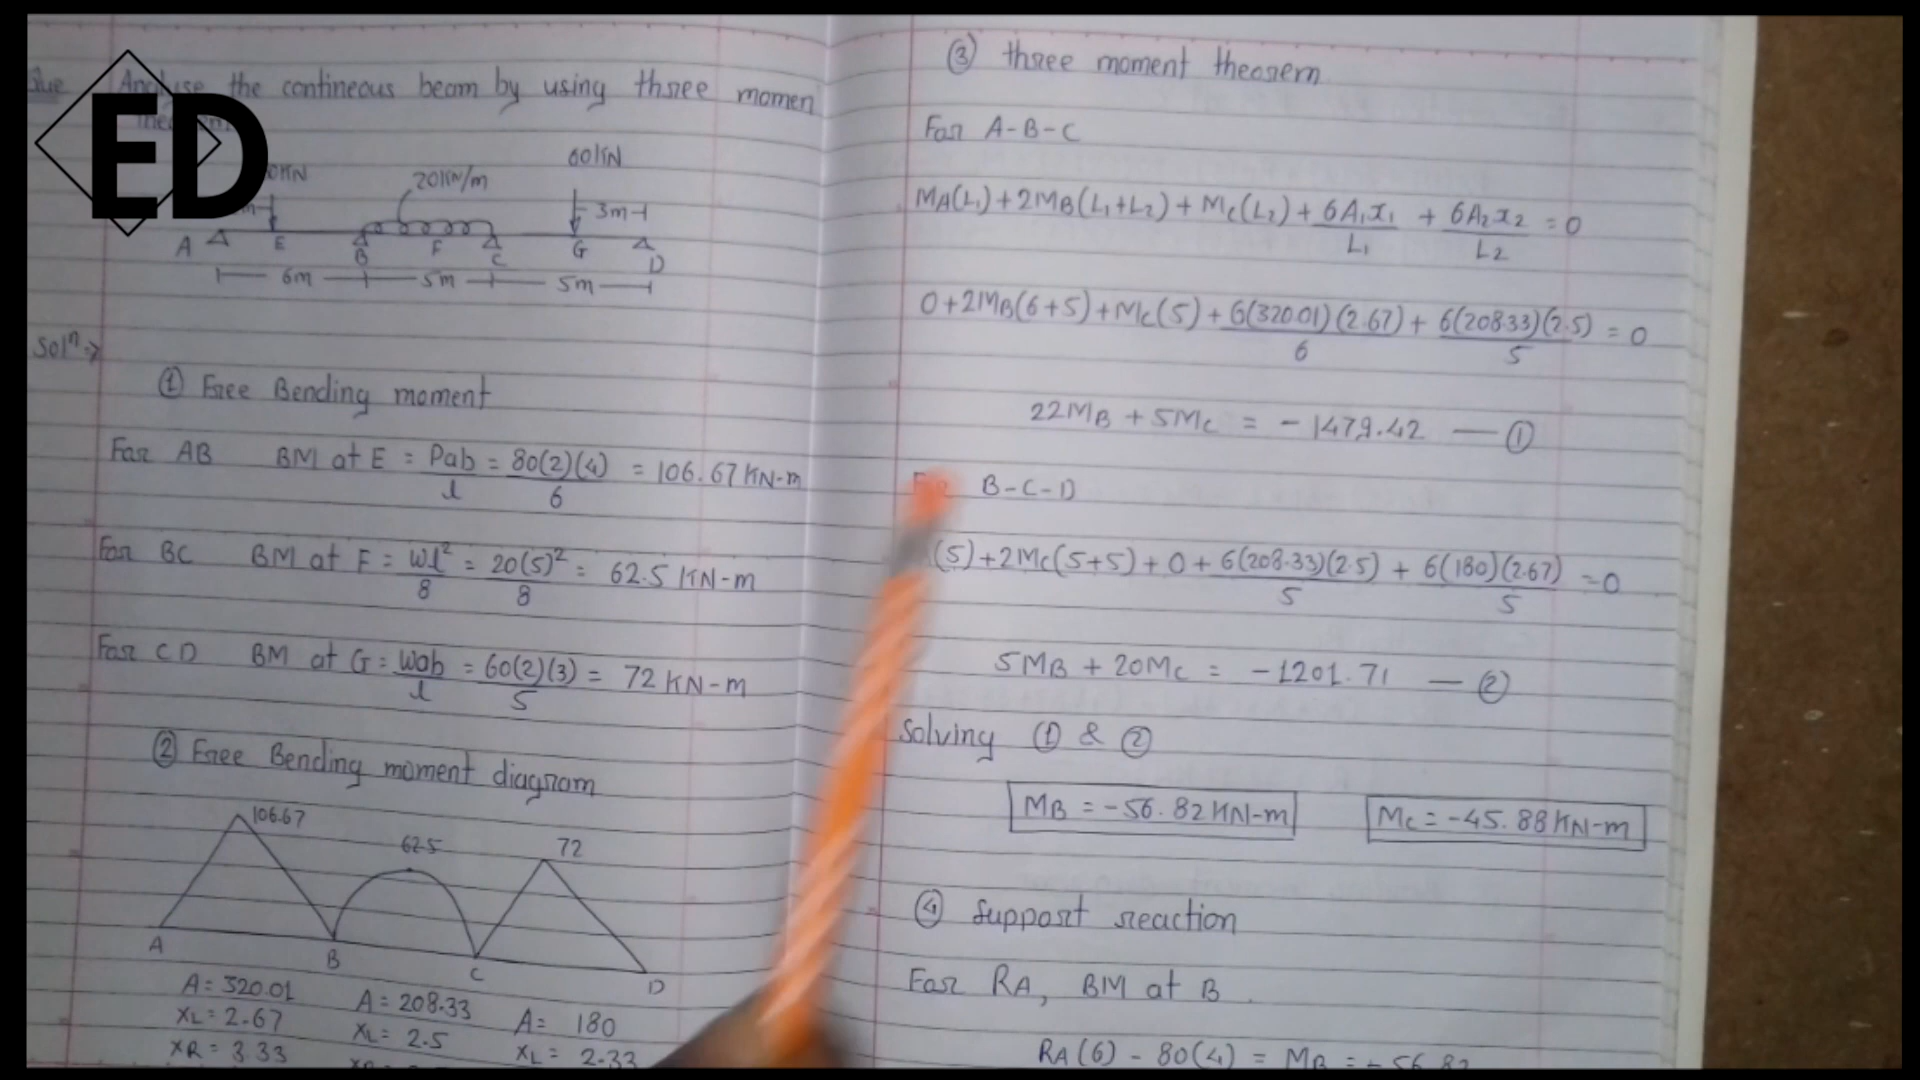 ED
Que Analyse the contineous beam by using three momen
60KN
20KN/m
3m
A E B F C G D
6m 5m 5m
Solⁿ ⇒
① Free Bending moment
For AB BM at E = Pab/l = 80(2)(4)/6 = 106.67 KN-m
For BC BM at F = Wl²/8 = 20(5)²/8 = 62.5 KN-m
For CD BM at G = Wab/l = 60(2)(3)/5 = 72 KN-m
② Free Bending moment diagram
106.67 62.5 72
A B C D
A = 320.01 A = 208.33 A = 180
XL = 2.67 XL = 2.5 XL = 2.33
XR = 3.33
③ three moment theorem
For A-B-C
MA(L1) + 2MB(L1+L2) + MC(L2) + 6A1x1/L1 + 6A2x2/L2 = 0
0 + 2MB(6+5) + MC(5) + 6(320.01)(2.67)/6 + 6(208.33)(2.5)/5 = 0
22MB + 5MC = -1479.42 — ①
B-C-D
(5) + 2MC(5+5) + 0 + 6(208.33)(2.5)/5 + 6(180)(2.67)/5 = 0
5MB + 20MC = -1201.71 — ②
Solving ① & ②
MB = -56.82 KN-m MC = -45.88 KN-m
④ Support reaction
For RA, BM at B
RA(6) - 80(4) = MB = -56.82